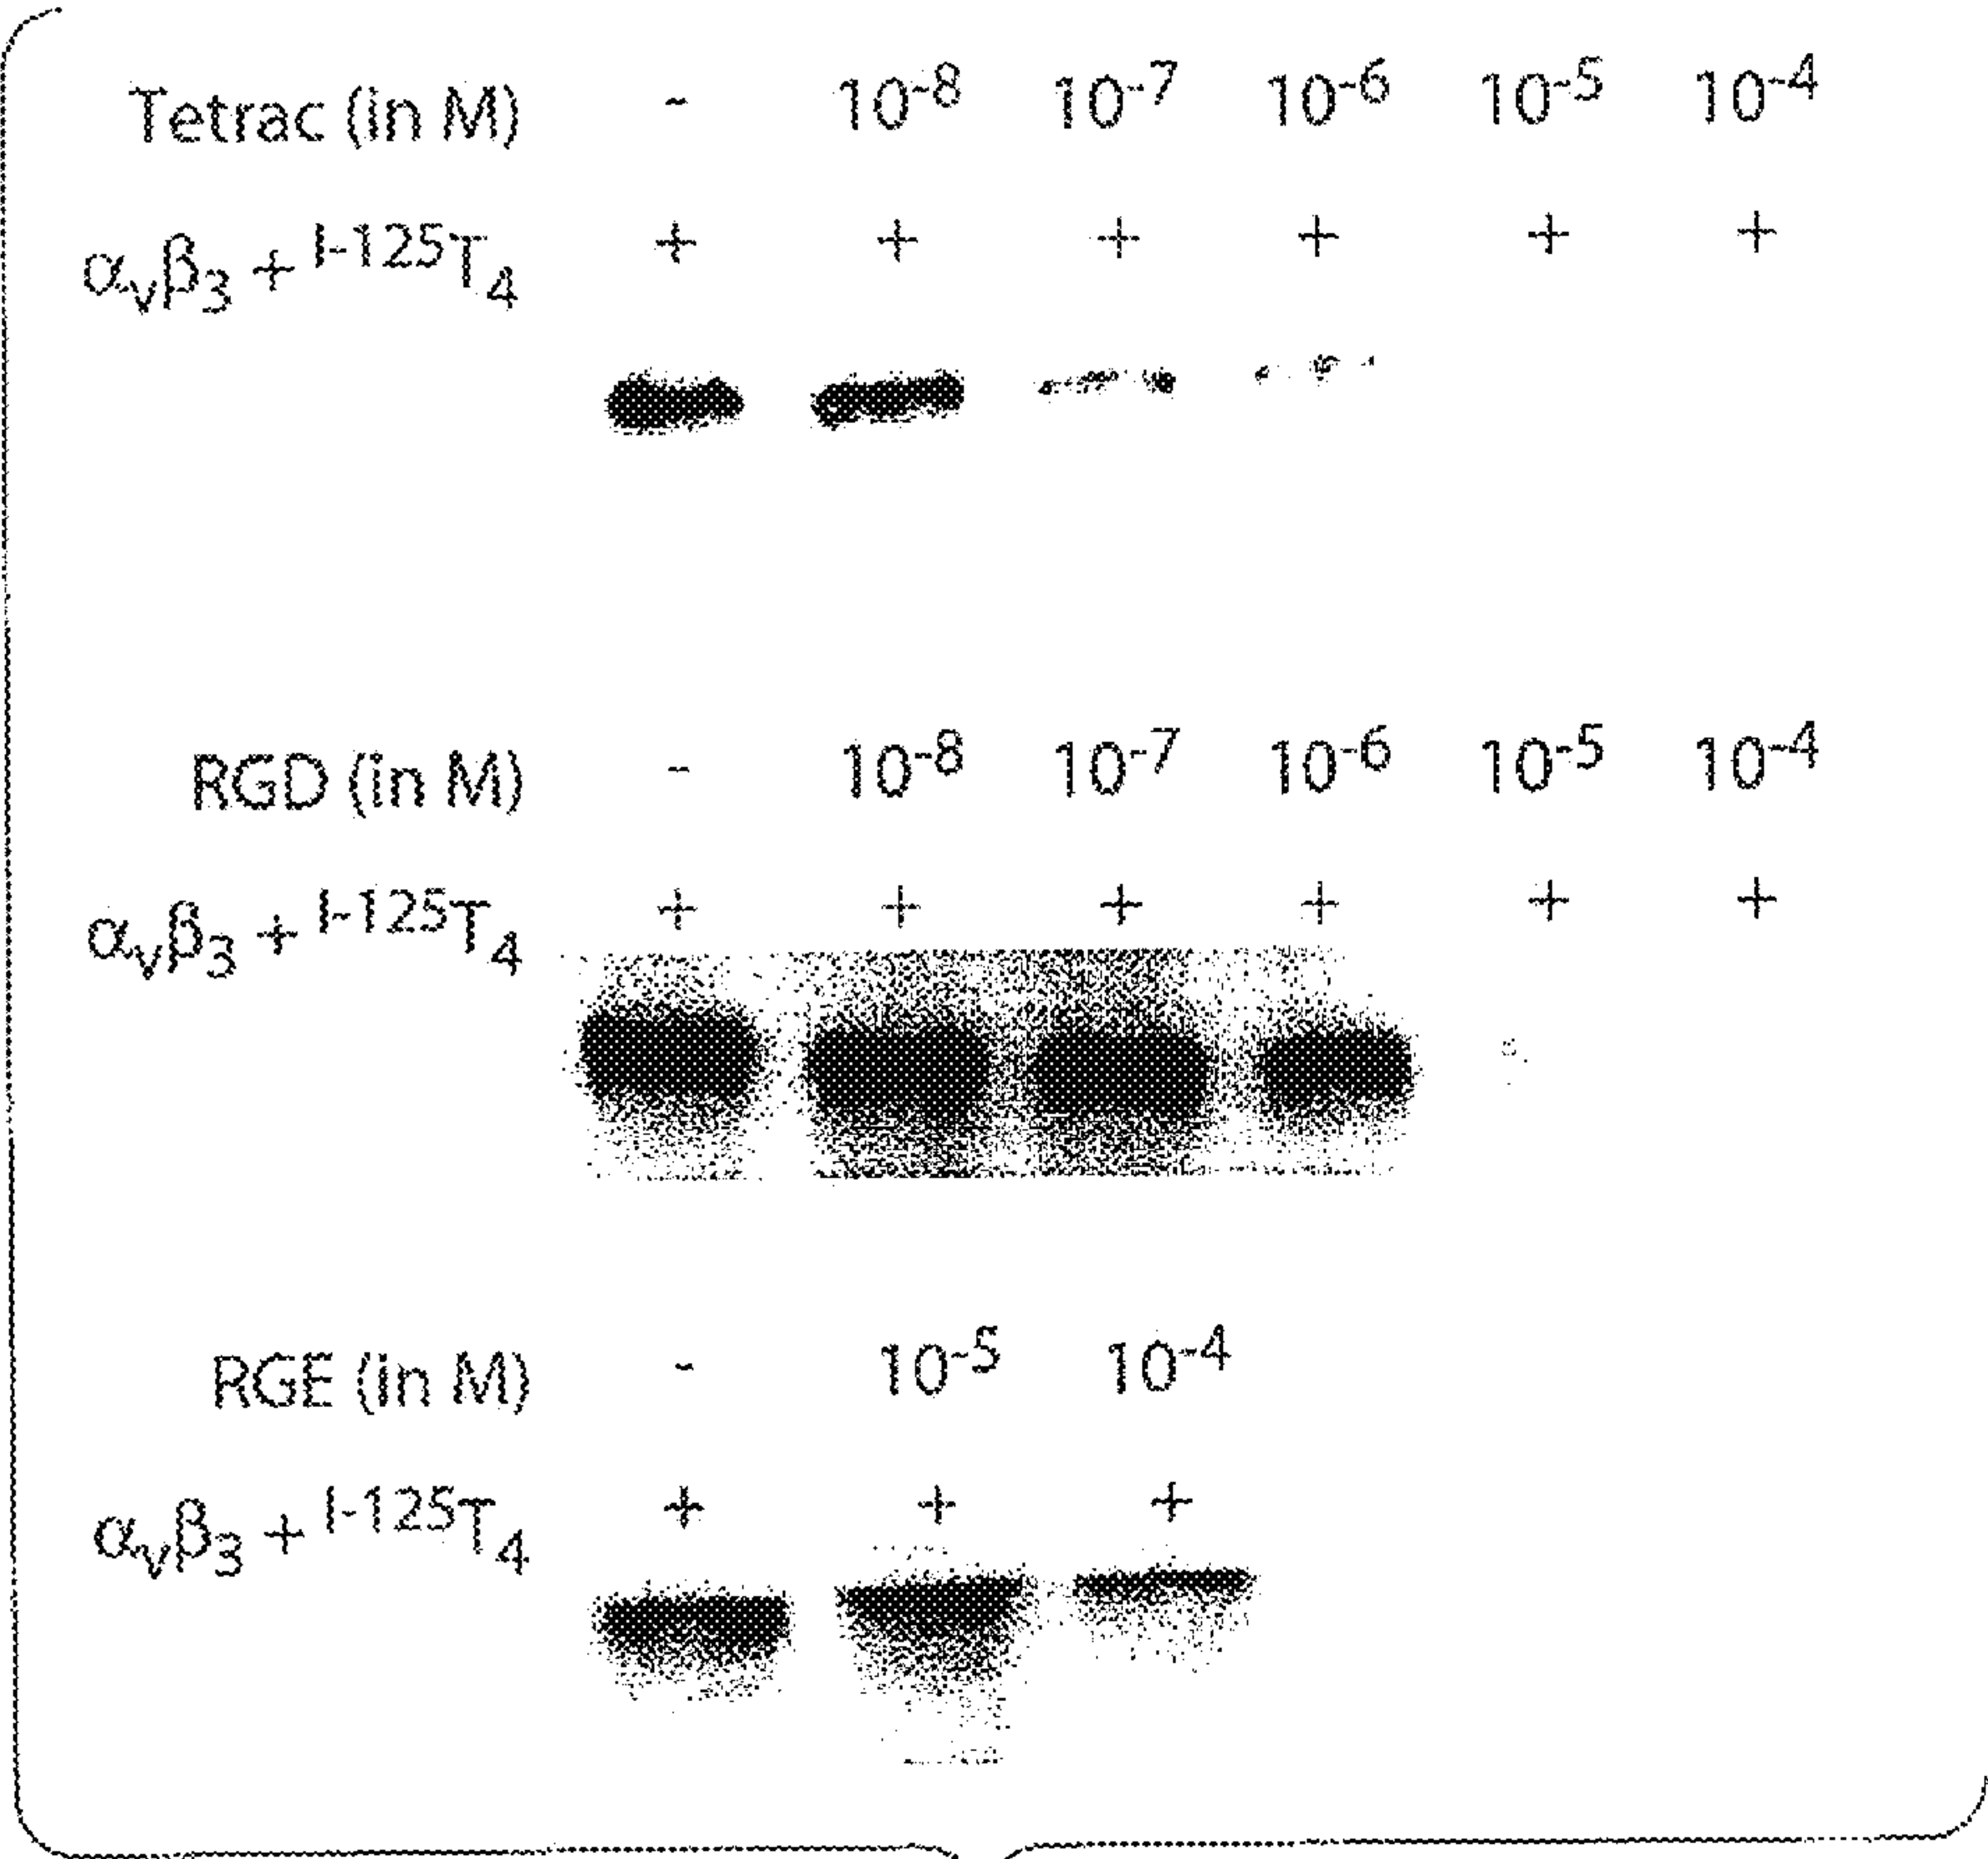 Tetrac (in M) - 10⁻⁸ 10⁻⁷ 10⁻⁶ 10⁻⁵ 10⁻⁴
αᵥβ₃ + ᴵ⁻¹²⁵T₄ + + + + + +
RGD (in M) - 10⁻⁸ 10⁻⁷ 10⁻⁶ 10⁻⁵ 10⁻⁴
αᵥβ₃ + ᴵ⁻¹²⁵T₄ + + + + + +
RGE (in M) - 10⁻⁵ 10⁻⁴
αᵥβ₃ + ᴵ⁻¹²⁵T₄ + + +